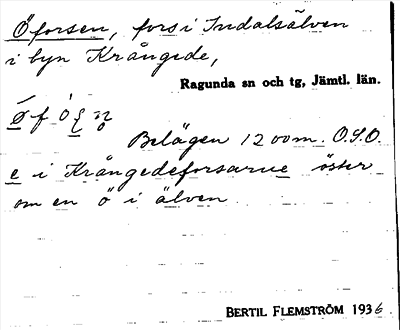 Öforsen, fors i Indalsälven
i byn Krångede,
Ragunda sn och tg, Jämtl. län.
Belägen 1200 m. O.S.O.
e i Krångedeforsarne öster
om en ö i älven
BERTIL FLEMSTRÖM 1936.